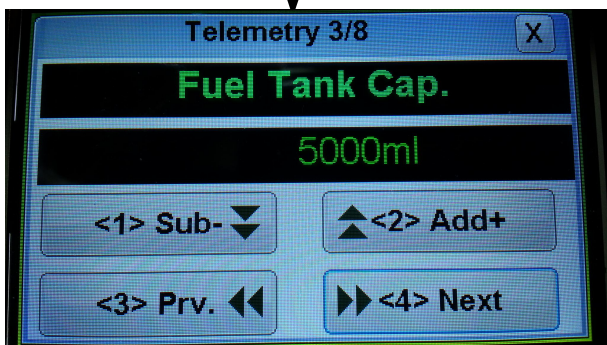 Telemetry 3/8
X
Fuel Tank Cap.
5000ml
<1> Sub-
<2> Add+
<3> Prv.
<4> Next